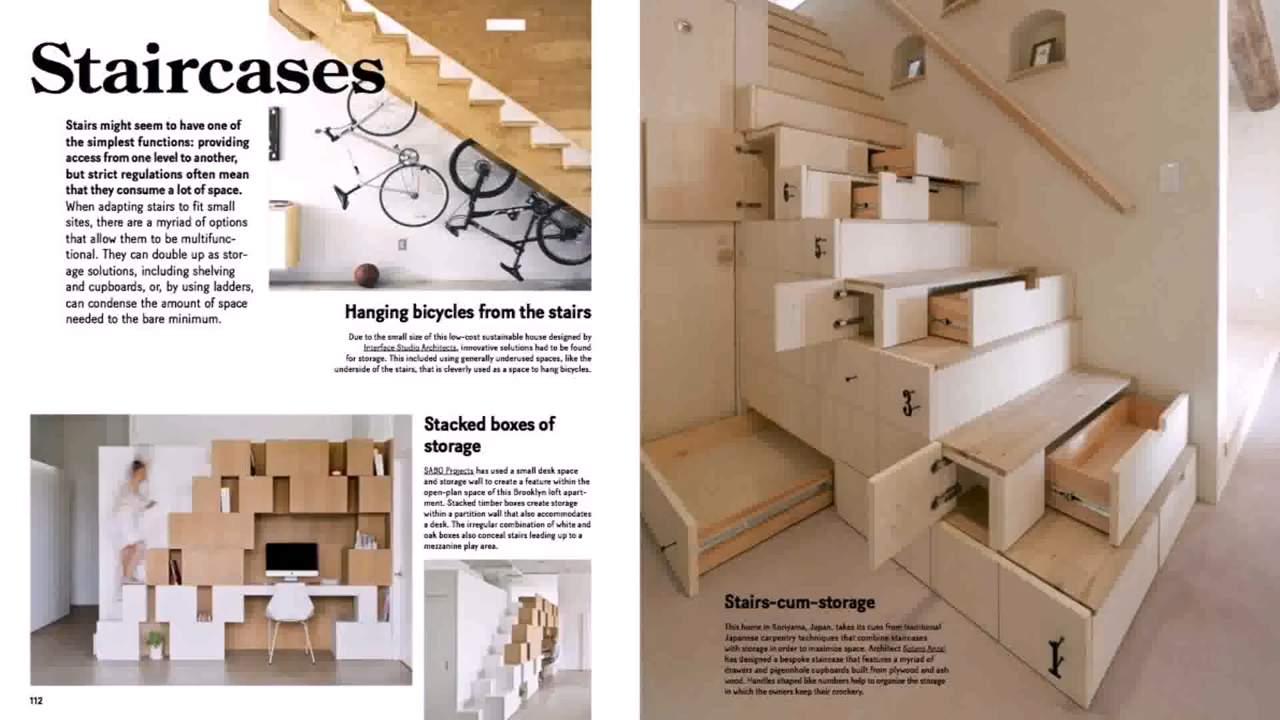 Staircases
Stairs might seem to have one of
the simplest functions: providing
access from one level to another,
but strict regulations often mean
that they consume a lot of space.
When adapting stairs to fit small
sites, there are a myriad of options
that allow them to be multifunc-
tional. They can double up as stor-
age solutions, including shelving
and cupboards, or, by using ladders,
can condense the amount of space
needed to the bare minimum.
Hanging bicycles from the stairs
Due to the small size of this low-cost sustainable house designed by
Interface Studio Architects, innovative solutions had to be found
for storage. This included using generally underused spaces, like the
underside of the stairs, that is cleverly used as a space to hang bicycles.
Stacked boxes of
storage
SABO Projects has used a small desk space
and storage wall to create a feature within the
open-plan space of this Brooklyn loft apart-
ment. Stacked timber boxes create storage
within a partition wall that also accommodates
a desk. The irregular combination of white and
oak boxes also conceal stairs leading up to a
mezzanine play area.
112
5
3
1
Stairs-cum-storage
This home in Koriyama, Japan, takes its cues from traditional
Japanese carpentry techniques that combine staircases
with storage in order to maximize space. Architect
has designed a bespoke staircase that features a myriad of
drawers and pigeonhole cupboards built from plywood and ash
wood. Handles shaped like numbers help to organise the storage
in which the owners keep their crockery.